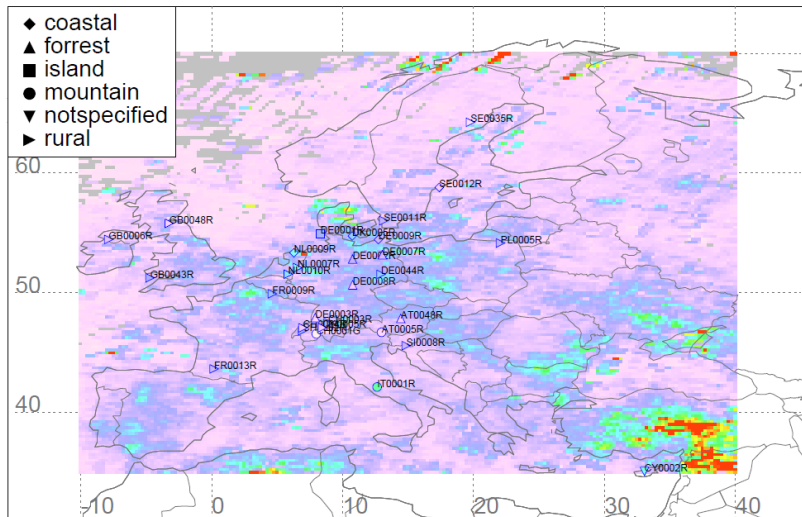 coastal
forrest
island
mountain
notspecified
rural
SE0035R
60
SE0012R
GB0048R
SE0011R
DE0001R
DE0009R
GB0006R
PL0005R
NL0009R
DE0007R
NL0007R
NL0010R
DE0044R
GB0043R
DE0008R
50
FR0009R
DE0003R
AT0048R
AT0005R
SI0008R
FR0013R
IT0001R
40
CY0002R
-10
0
10
20
30
40